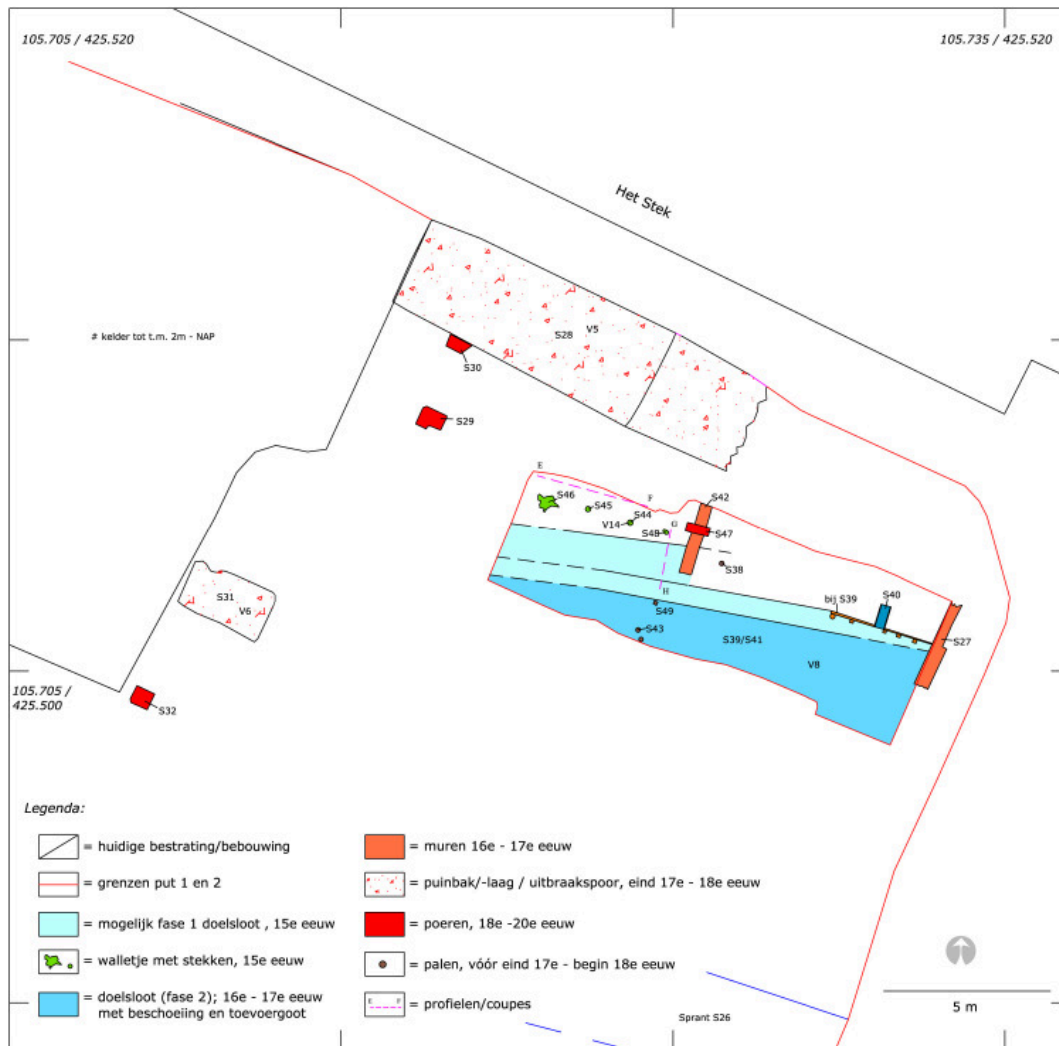 105.705 / 425.520
105.735 / 425.520
Het Stek
V5
S28
# kelder tot t.m. 2m - NAP
S30
S29
E
F
S46
S45
S42
V14
S44
G
S48
S47
S38
S31
V6
H
bij S39
S40
S49
S43
S39/S41
S27
V8
105.705 /
425.500
S32
Legenda:
= huidige bestrating/bebouwing
= grenzen put 1 en 2
= mogelijk fase 1 doelsloot , 15e eeuw
= walletje met stekken, 15e eeuw
= doelsloot (fase 2); 16e - 17e eeuw
met beschoeiing en toevoergoot
= muren 16e - 17e eeuw
= puinbak/-laag / uitbraakspoor, eind 17e - 18e eeuw
= poeren, 18e -20e eeuw
= palen, vóór eind 17e - begin 18e eeuw
E F
= profielen/coupes
5 m
Sprant S26